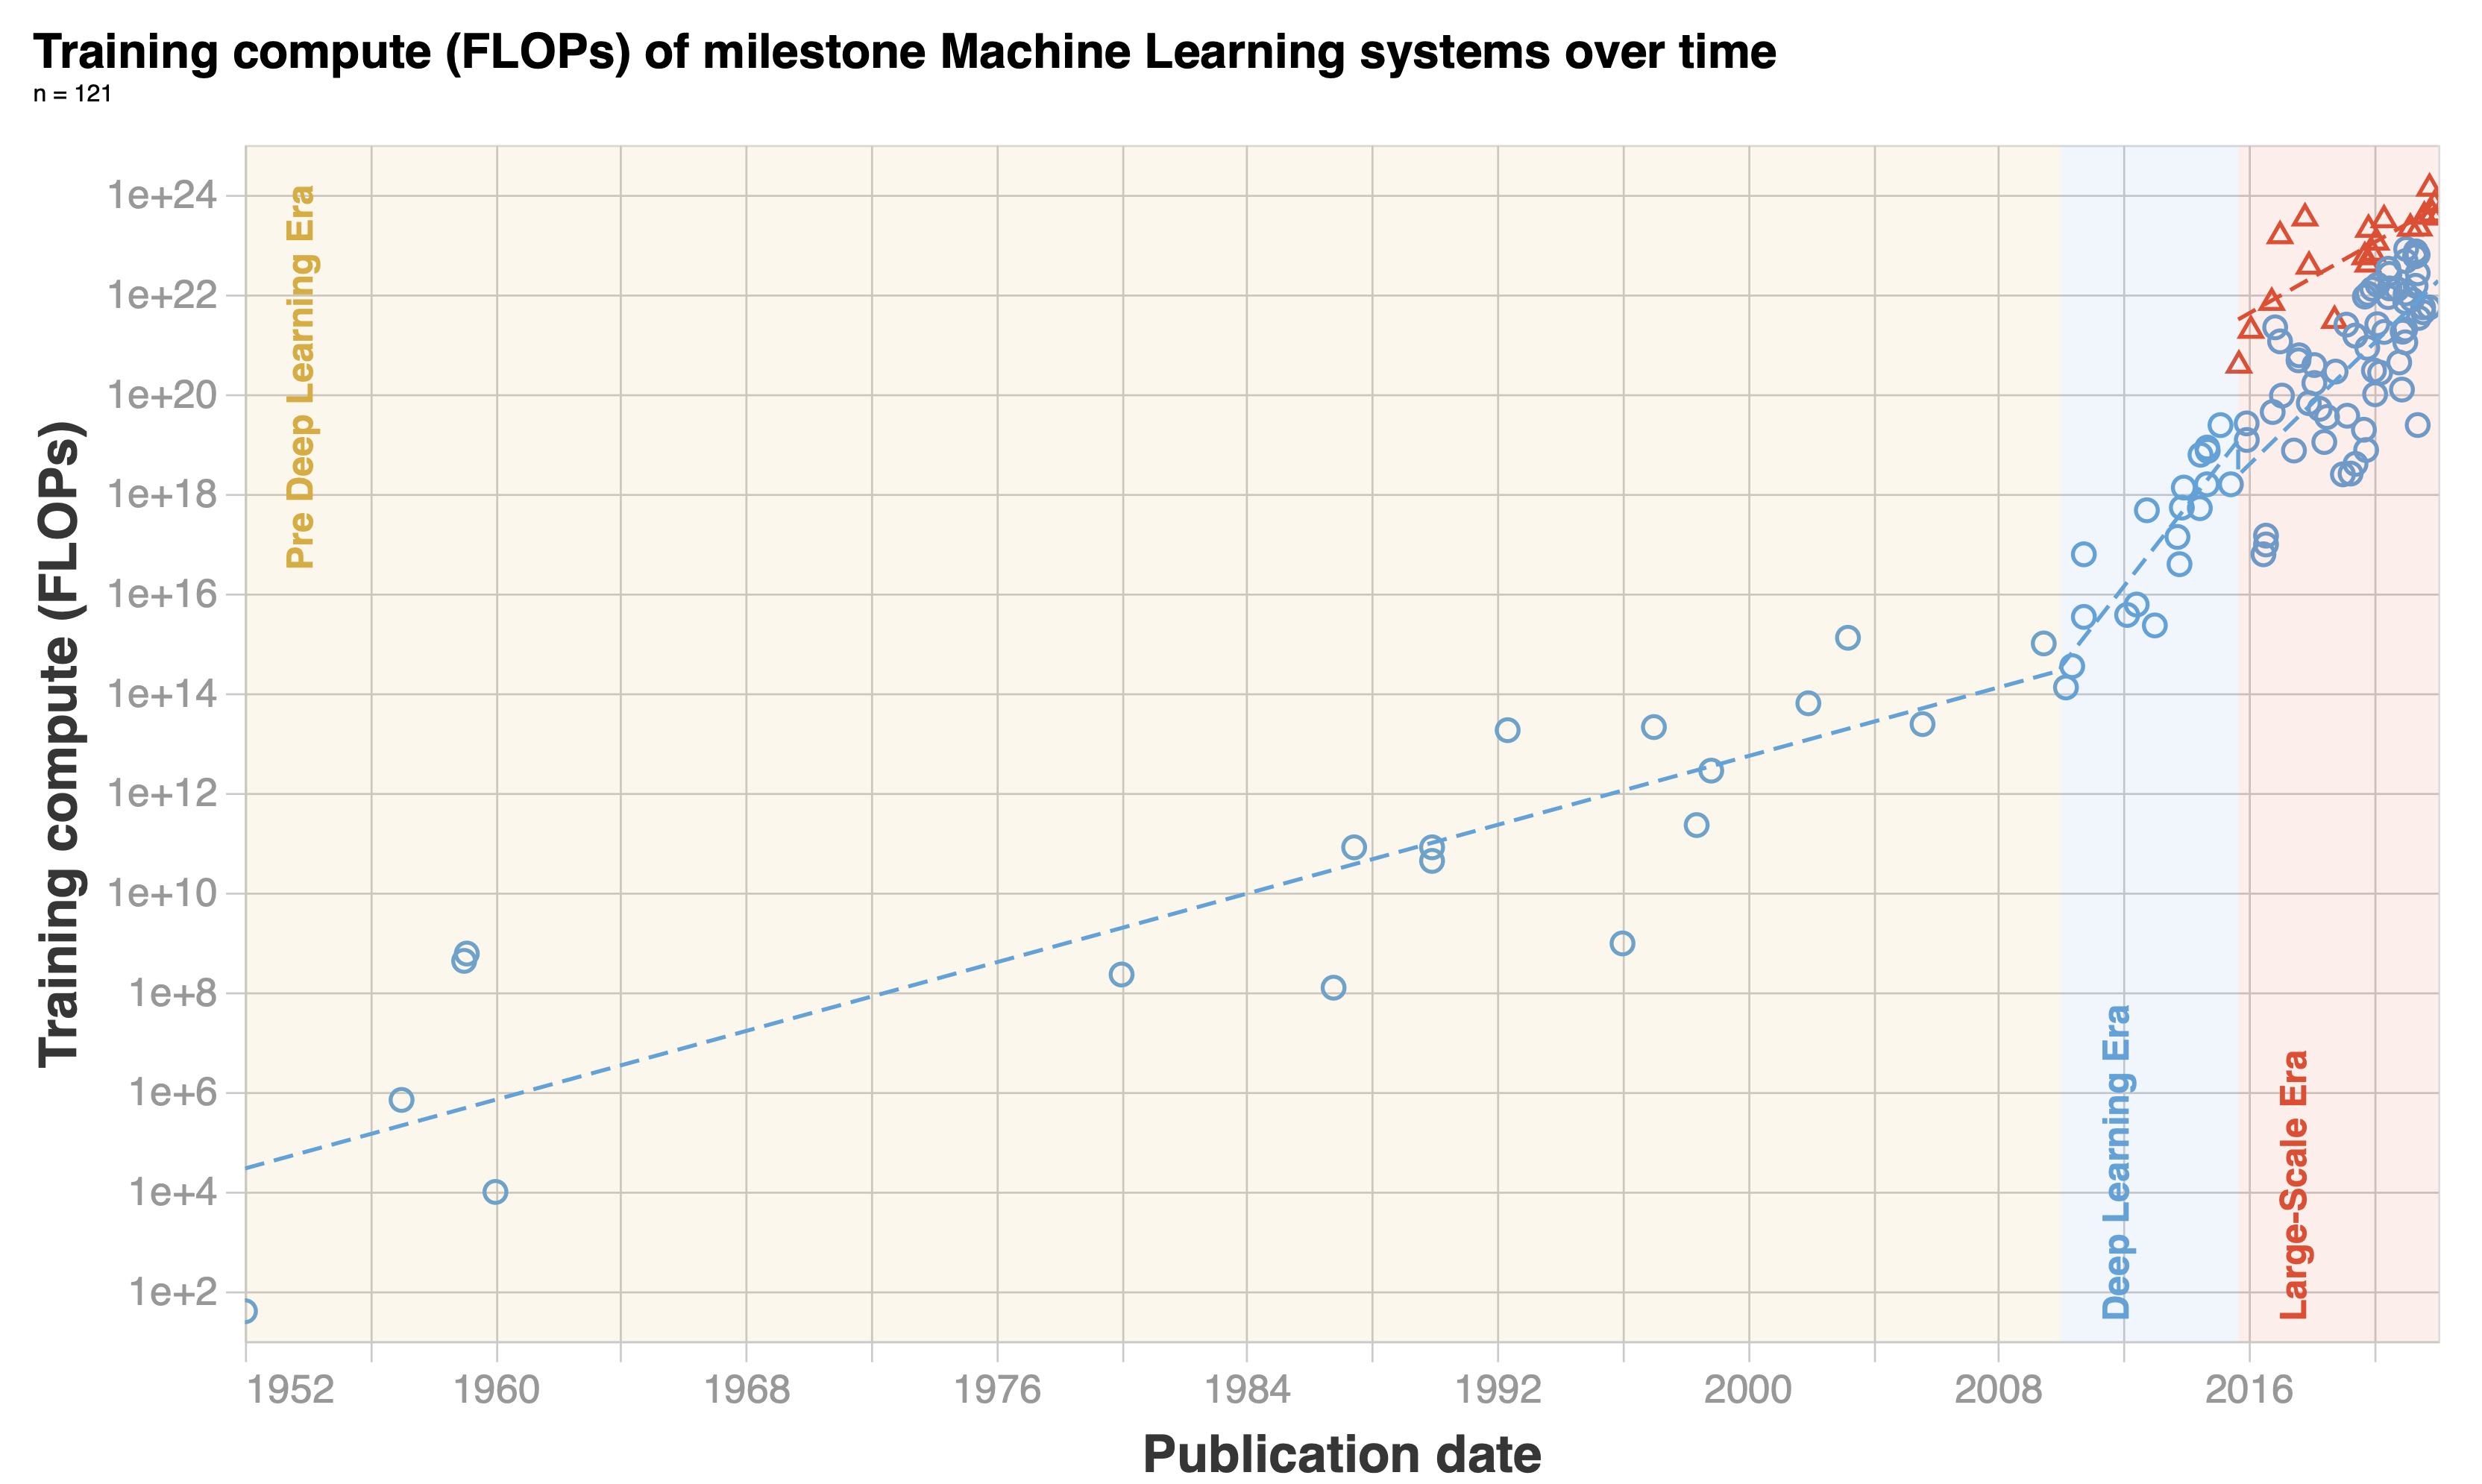 Training compute (FLOPs) of milestone Machine Learning systems over time
n = 121
Training compute (FLOPs)
1e+24
1e+22
1e+20
1e+18
1e+16
1e+14
1e+12
1e+10
1e+8
1e+6
1e+4
1e+2
Pre Deep Learning Era
Deep Learning Era
Large-Scale Era
1952
1960
1968
1976
1984
1992
2000
2008
2016
Publication date